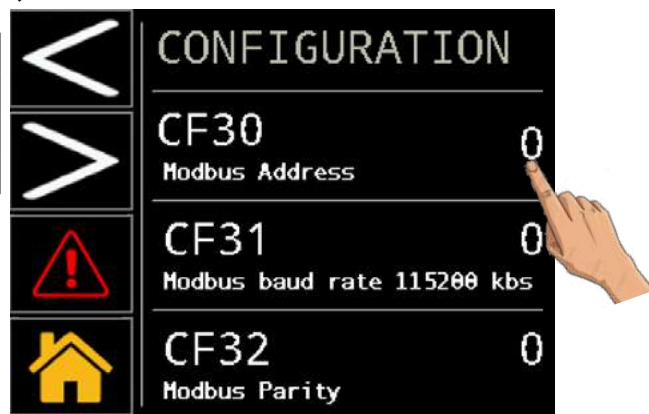 CONFIGURATION
CF30 0
Modbus Address
CF31 0
Modbus baud rate 115200 kbs
CF32 0
Modbus Parity